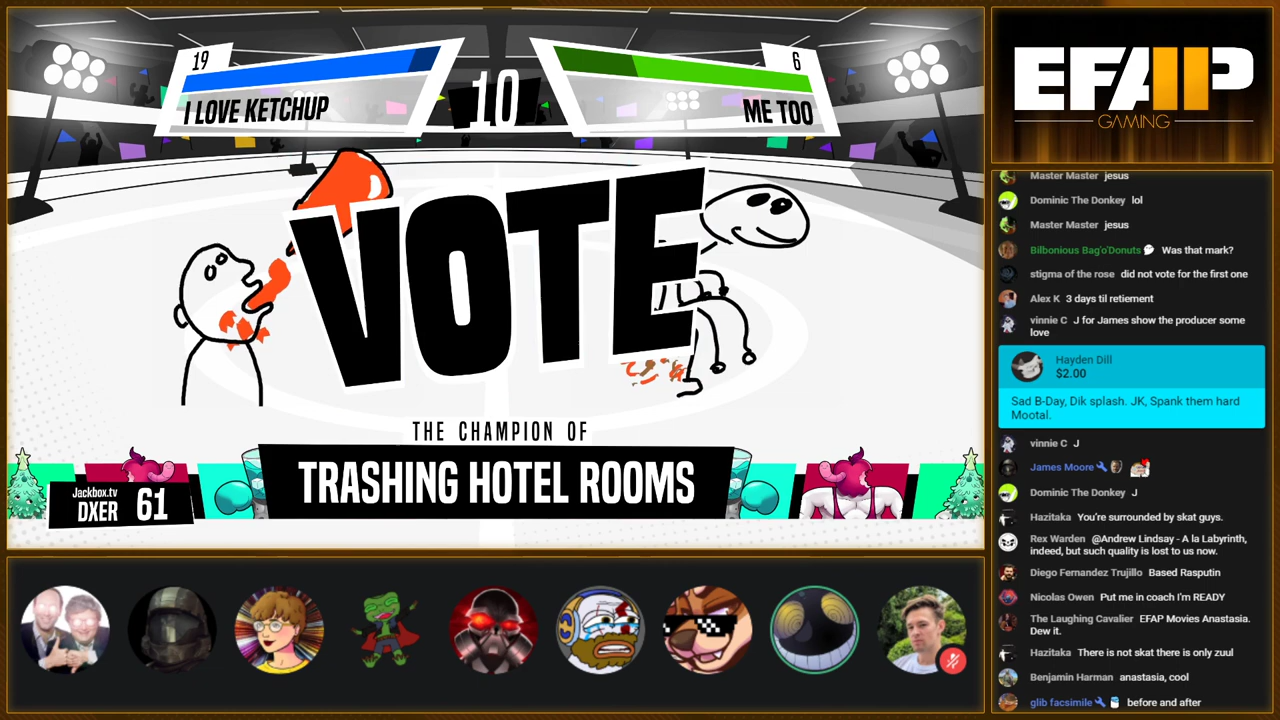 19
I LOVE KETCHUP
10
6
ME TOO
VOTE
THE CHAMPION OF
TRASHING HOTEL ROOMS
Jackbox.tv
DXER
61
EFAP
GAMING
Master Master jesus
Dominic The Donkey lol
Master Master jesus
Bilbonious Bag'o'Donuts Was that mark?
stigma of the rose did not vote for the first one
Alex K 3 days til retiement
vinnie C J for James show the producer some
love
Hayden Dill
$2.00
Sad B-Day, Dik splash. JK, Spank them hard
Mootal.
vinnie C J
James Moore
Dominic The Donkey J
Hazitaka You're surrounded by skat guys.
Rex Warden @Andrew Lindsay - A la Labyrinth,
indeed, but such quality is lost to us now.
Diego Fernandez Trujillo Based Rasputin
Nicolas Owen Put me in coach I'm READY
The Laughing Cavalier EFAP Movies Anastasia.
Dew it.
Hazitaka There is not skat there is only zuul
Benjamin Harman anastasia, cool
glib facsimile before and after